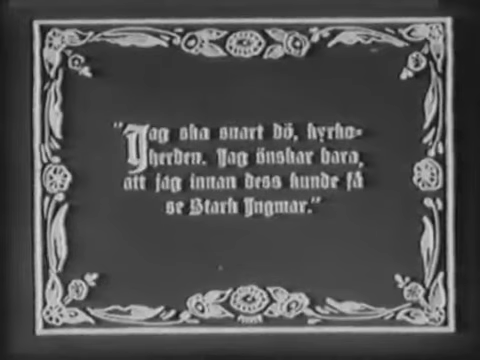 "Jag ska snart dö, kyrko=
herden. Jag önskar bara,
att jag innan dess kunde få
se Stark Ingmar."